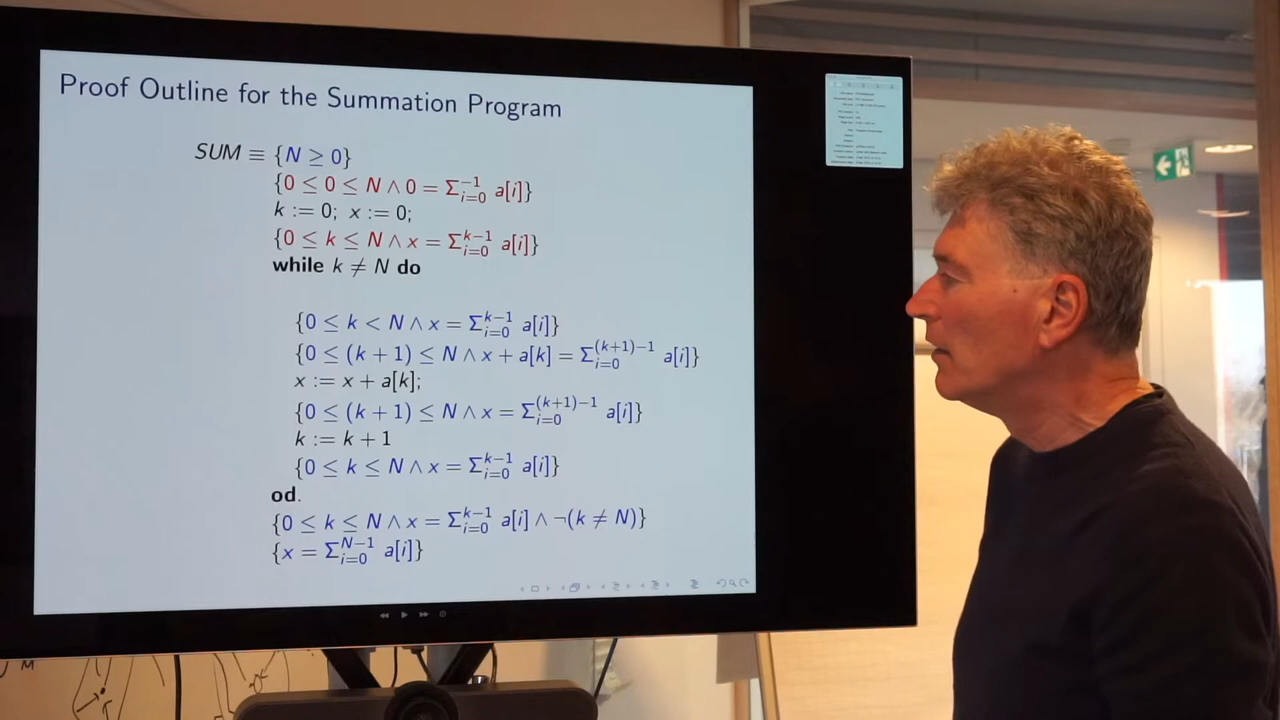 Proof Outline for the Summation Program
SUM ≡ {N ≥ 0}
{0 ≤ 0 ≤ N ∧ 0 = Σ_{i=0}^{-1} a[i]}
k := 0; x := 0;
{0 ≤ k ≤ N ∧ x = Σ_{i=0}^{k-1} a[i]}
while k ≠ N do
{0 ≤ k < N ∧ x = Σ_{i=0}^{k-1} a[i]}
{0 ≤ (k + 1) ≤ N ∧ x + a[k] = Σ_{i=0}^{(k+1)-1} a[i]}
x := x + a[k];
{0 ≤ (k + 1) ≤ N ∧ x = Σ_{i=0}^{(k+1)-1} a[i]}
k := k + 1
{0 ≤ k ≤ N ∧ x = Σ_{i=0}^{k-1} a[i]}
od.
{0 ≤ k ≤ N ∧ x = Σ_{i=0}^{k-1} a[i] ∧ ¬(k ≠ N)}
{x = Σ_{i=0}^{N-1} a[i]}